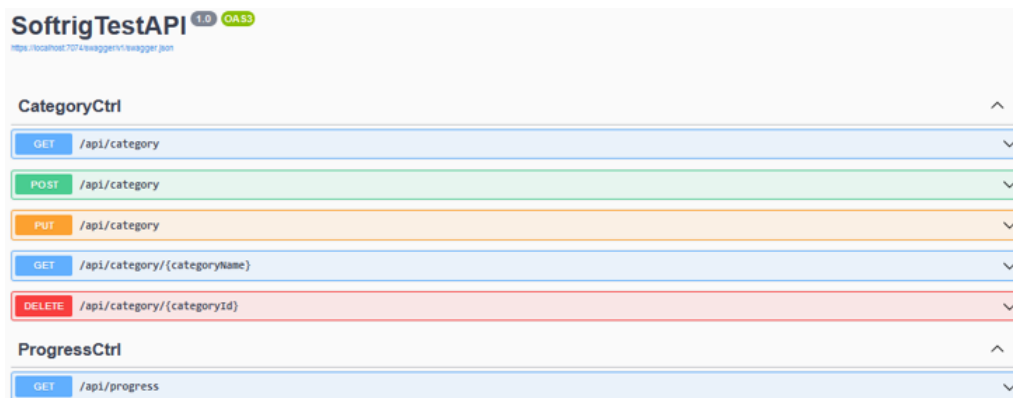 SoftrigTestAPI 1.0 OAS3
https://localhost:7074/swagger/v1/swagger.json
CategoryCtrl
GET /api/category
POST /api/category
PUT /api/category
GET /api/category/{categoryName}
DELETE /api/category/{categoryId}
ProgressCtrl
GET /api/progress